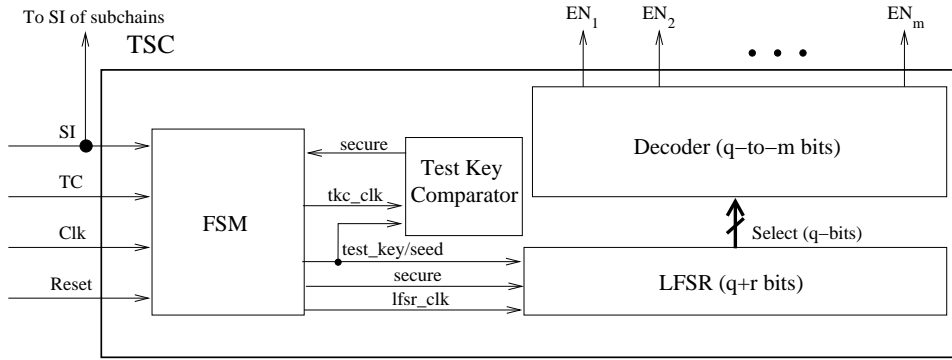 To SI of subchains
EN1
EN2
ENm
TSC
SI
TC
Clk
Reset
FSM
secure
tkc_clk
test_key/seed
secure
lfsr_clk
Test Key
Comparator
Decoder (q−to−m bits)
Select (q−bits)
LFSR (q+r bits)